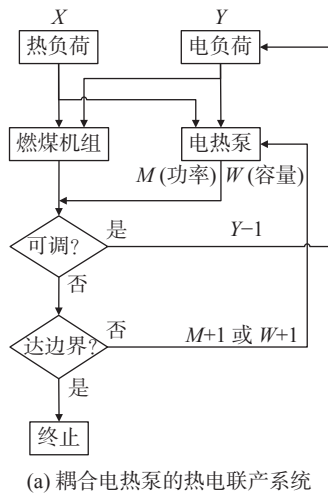 X Y
热负荷 电负荷
燃煤机组 电热泵
M (功率) W (容量)
可调? 是 Y−1
否
达边界? 否 M+1 或 W+1
是
终止
(a) 耦合电热泵的热电联产系统